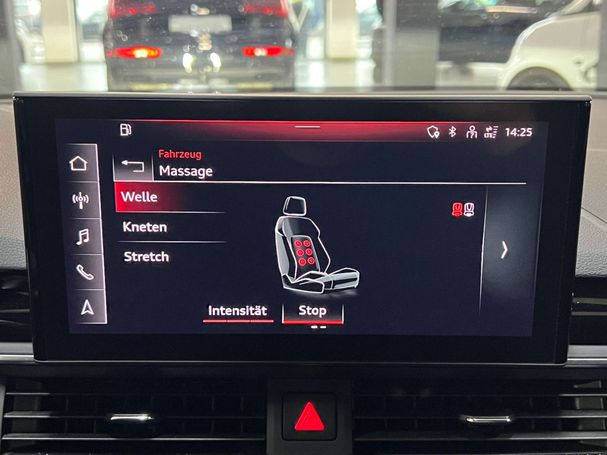 14:25
Fahrzeug
Massage
Welle
Kneten
Stretch
Intensität
Stop